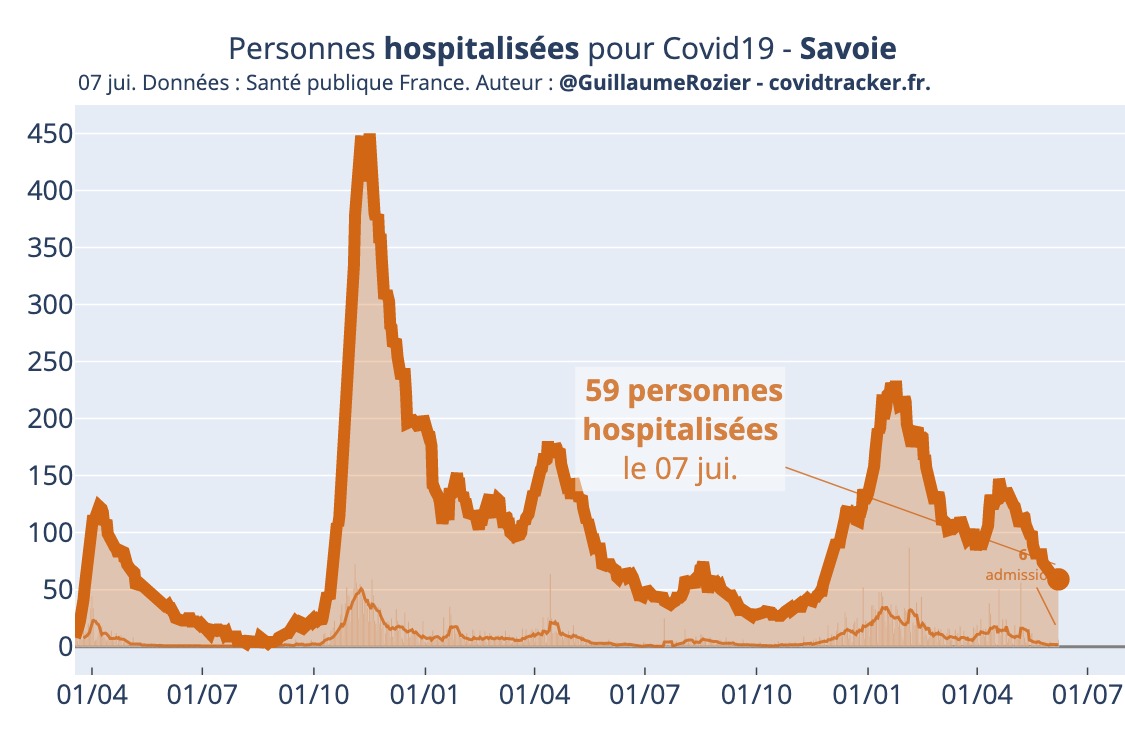 Personnes hospitalisées pour Covid19 - Savoie
07 jui. Données : Santé publique France. Auteur : @GuillaumeRozier - covidtracker.fr.
450
400
350
300
250
200
150
100
50
0
59 personnes
hospitalisées
le 07 jui.
6
01/04 01/07 01/10 01/01 01/04 01/07 01/10 01/01 01/04 01/07